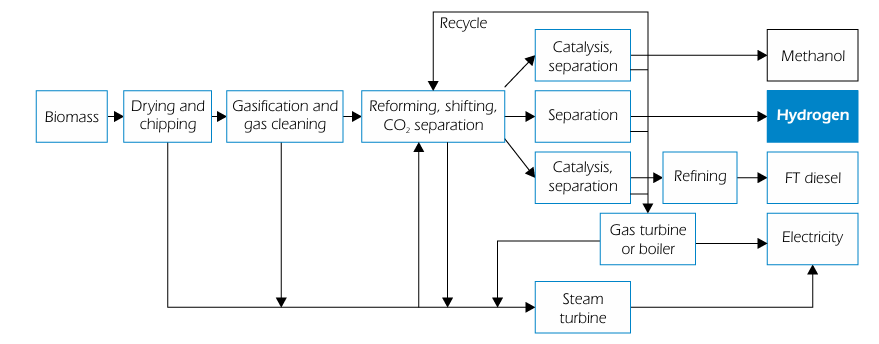 Recycle
Catalysis,
separation
Methanol
Biomass
Drying and
chipping
Gasification and
gas cleaning
Reforming, shifting,
CO₂ separation
Separation
Hydrogen
Catalysis,
separation
Refining
FT diesel
Gas turbine
or boiler
Electricity
Steam
turbine